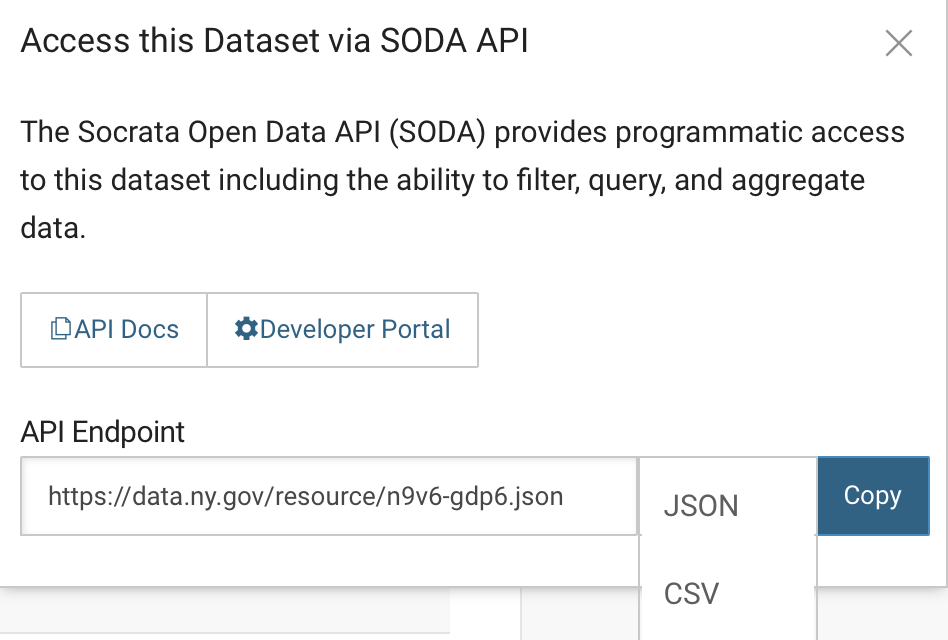 Access this Dataset via SODA API
The Socrata Open Data API (SODA) provides programmatic access
to this dataset including the ability to filter, query, and aggregate
data.
API Docs
Developer Portal
API Endpoint
https://data.ny.gov/resource/n9v6-gdp6.json
JSON
Copy
CSV